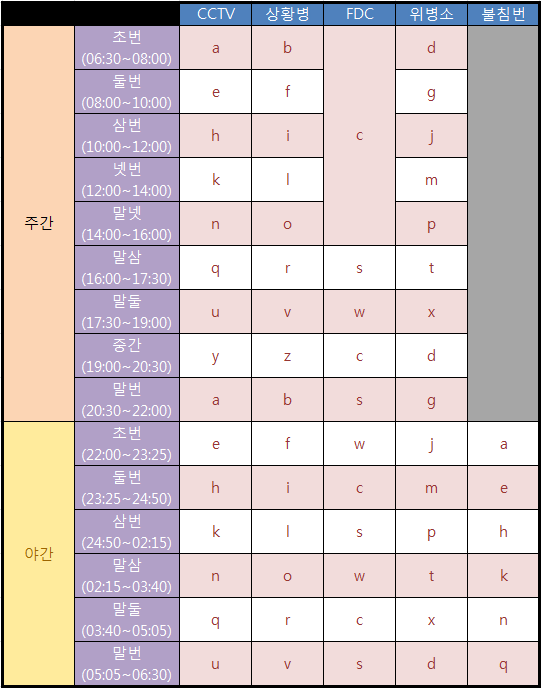 CCTV 상황병 FDC 위병소 불침번
초번
(06:30~08:00) a b d
둘번
(08:00~10:00) e f g
삼번
(10:00~12:00) h i c j
넷번
(12:00~14:00) k l m
주간
말넷
(14:00~16:00) n o p
말삼
(16:00~17:30) q r s t
말둘
(17:30~19:00) u v w x
중간
(19:00~20:30) y z c d
말번
(20:30~22:00) a b s g
초번
(22:00~23:25) e f w j a
둘번
(23:25~24:50) h i c m e
삼번
(24:50~02:15) k l s p h
야간
말삼
(02:15~03:40) n o w t k
말둘
(03:40~05:05) q r c x n
말번
(05:05~06:30) u v s d q